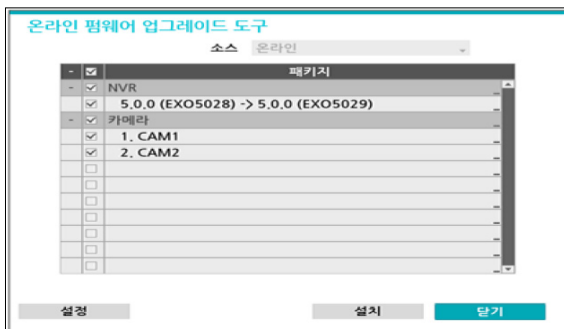 온라인 펌웨어 업그레이드 도구
소스 온라인
- 패키지
- NVR
5.0.0 (EXO5028) -> 5.0.0 (EXO5029)
- 카메라
1. CAM1
2. CAM2
설정 설치 닫기